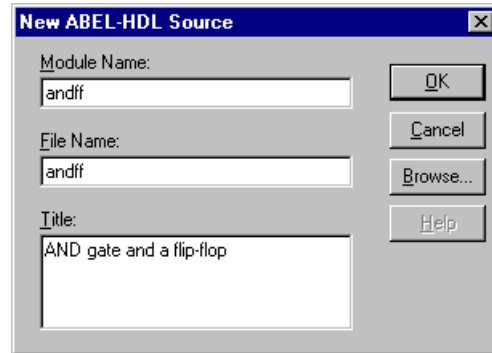 New ABEL-HDL Source
Module Name:
andff
OK
Cancel
File Name:
andff
Browse...
Title:
Help
AND gate and a flip-flop